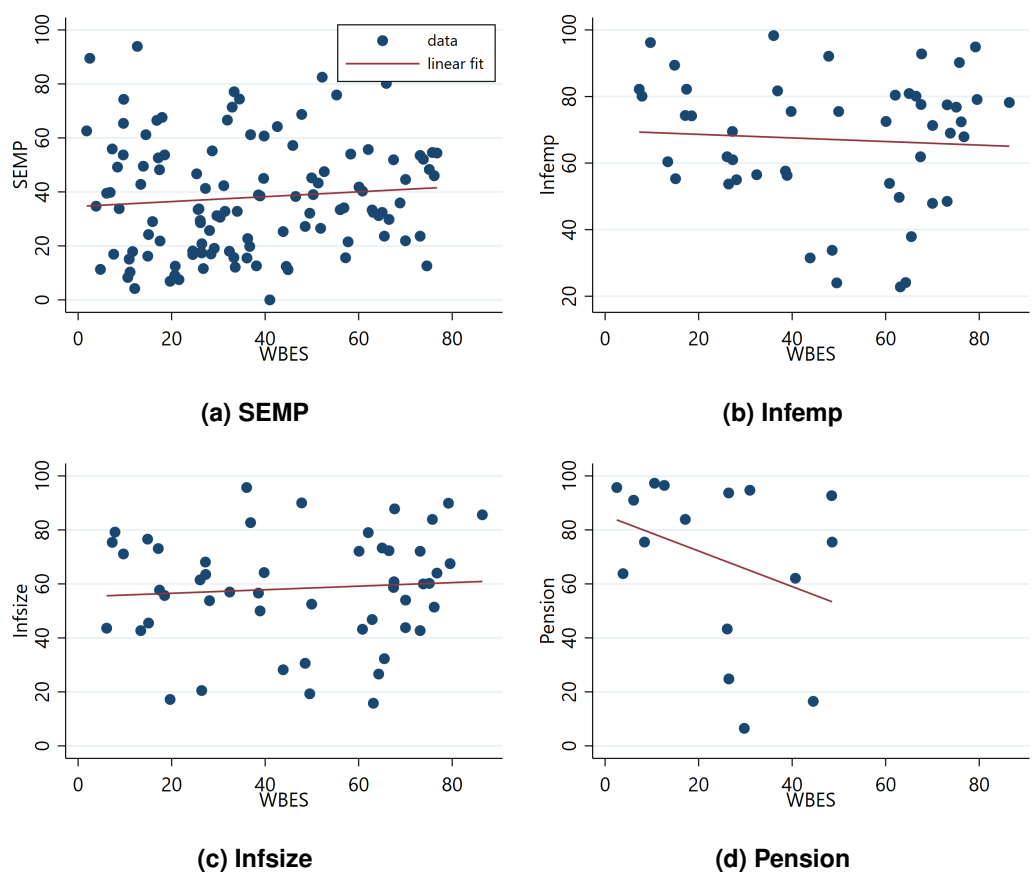 100
80
60
40
20
0
SEMP
data
linear fit
0 20 40 60 80
WBES
(a) SEMP
100
80
60
40
20
Infemp
0 20 40 60 80
WBES
(b) Infemp
100
80
60
40
20
0
Infsize
0 20 40 60 80
WBES
(c) Infsize
100
80
60
40
20
0
Pension
0 20 40 60 80
WBES
(d) Pension